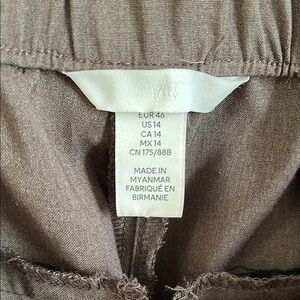 EUR 46
US 14
CA 14
MX 14
CN 175/88B
MADE IN
MYANMAR
FABRIQUÉ EN
BIRMANIE